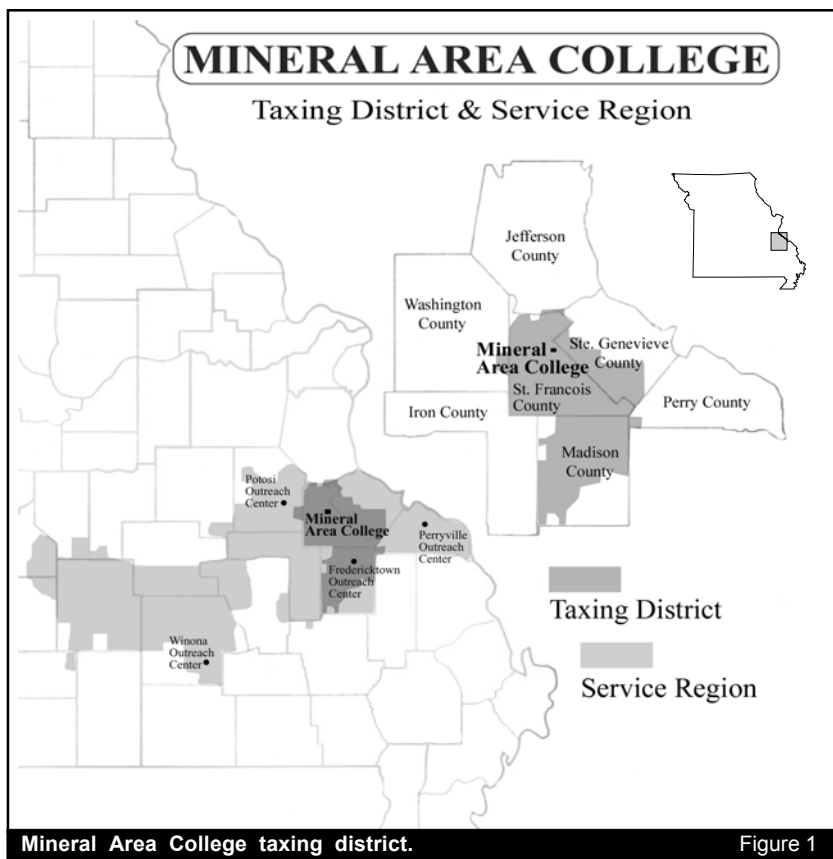 MINERAL AREA COLLEGE
Taxing District & Service Region
Jefferson
County
Washington
County
Ste. Genevieve
County
Mineral
Area College
St. Francois
County
Iron County
Perry County
Madison
County
Potosi
Outreach
Center
Mineral
Area College
Perryville
Outreach
Center
Fredericktown
Outreach
Center
Winona
Outreach
Center
Taxing District
Service Region
Mineral Area College taxing district.
Figure 1